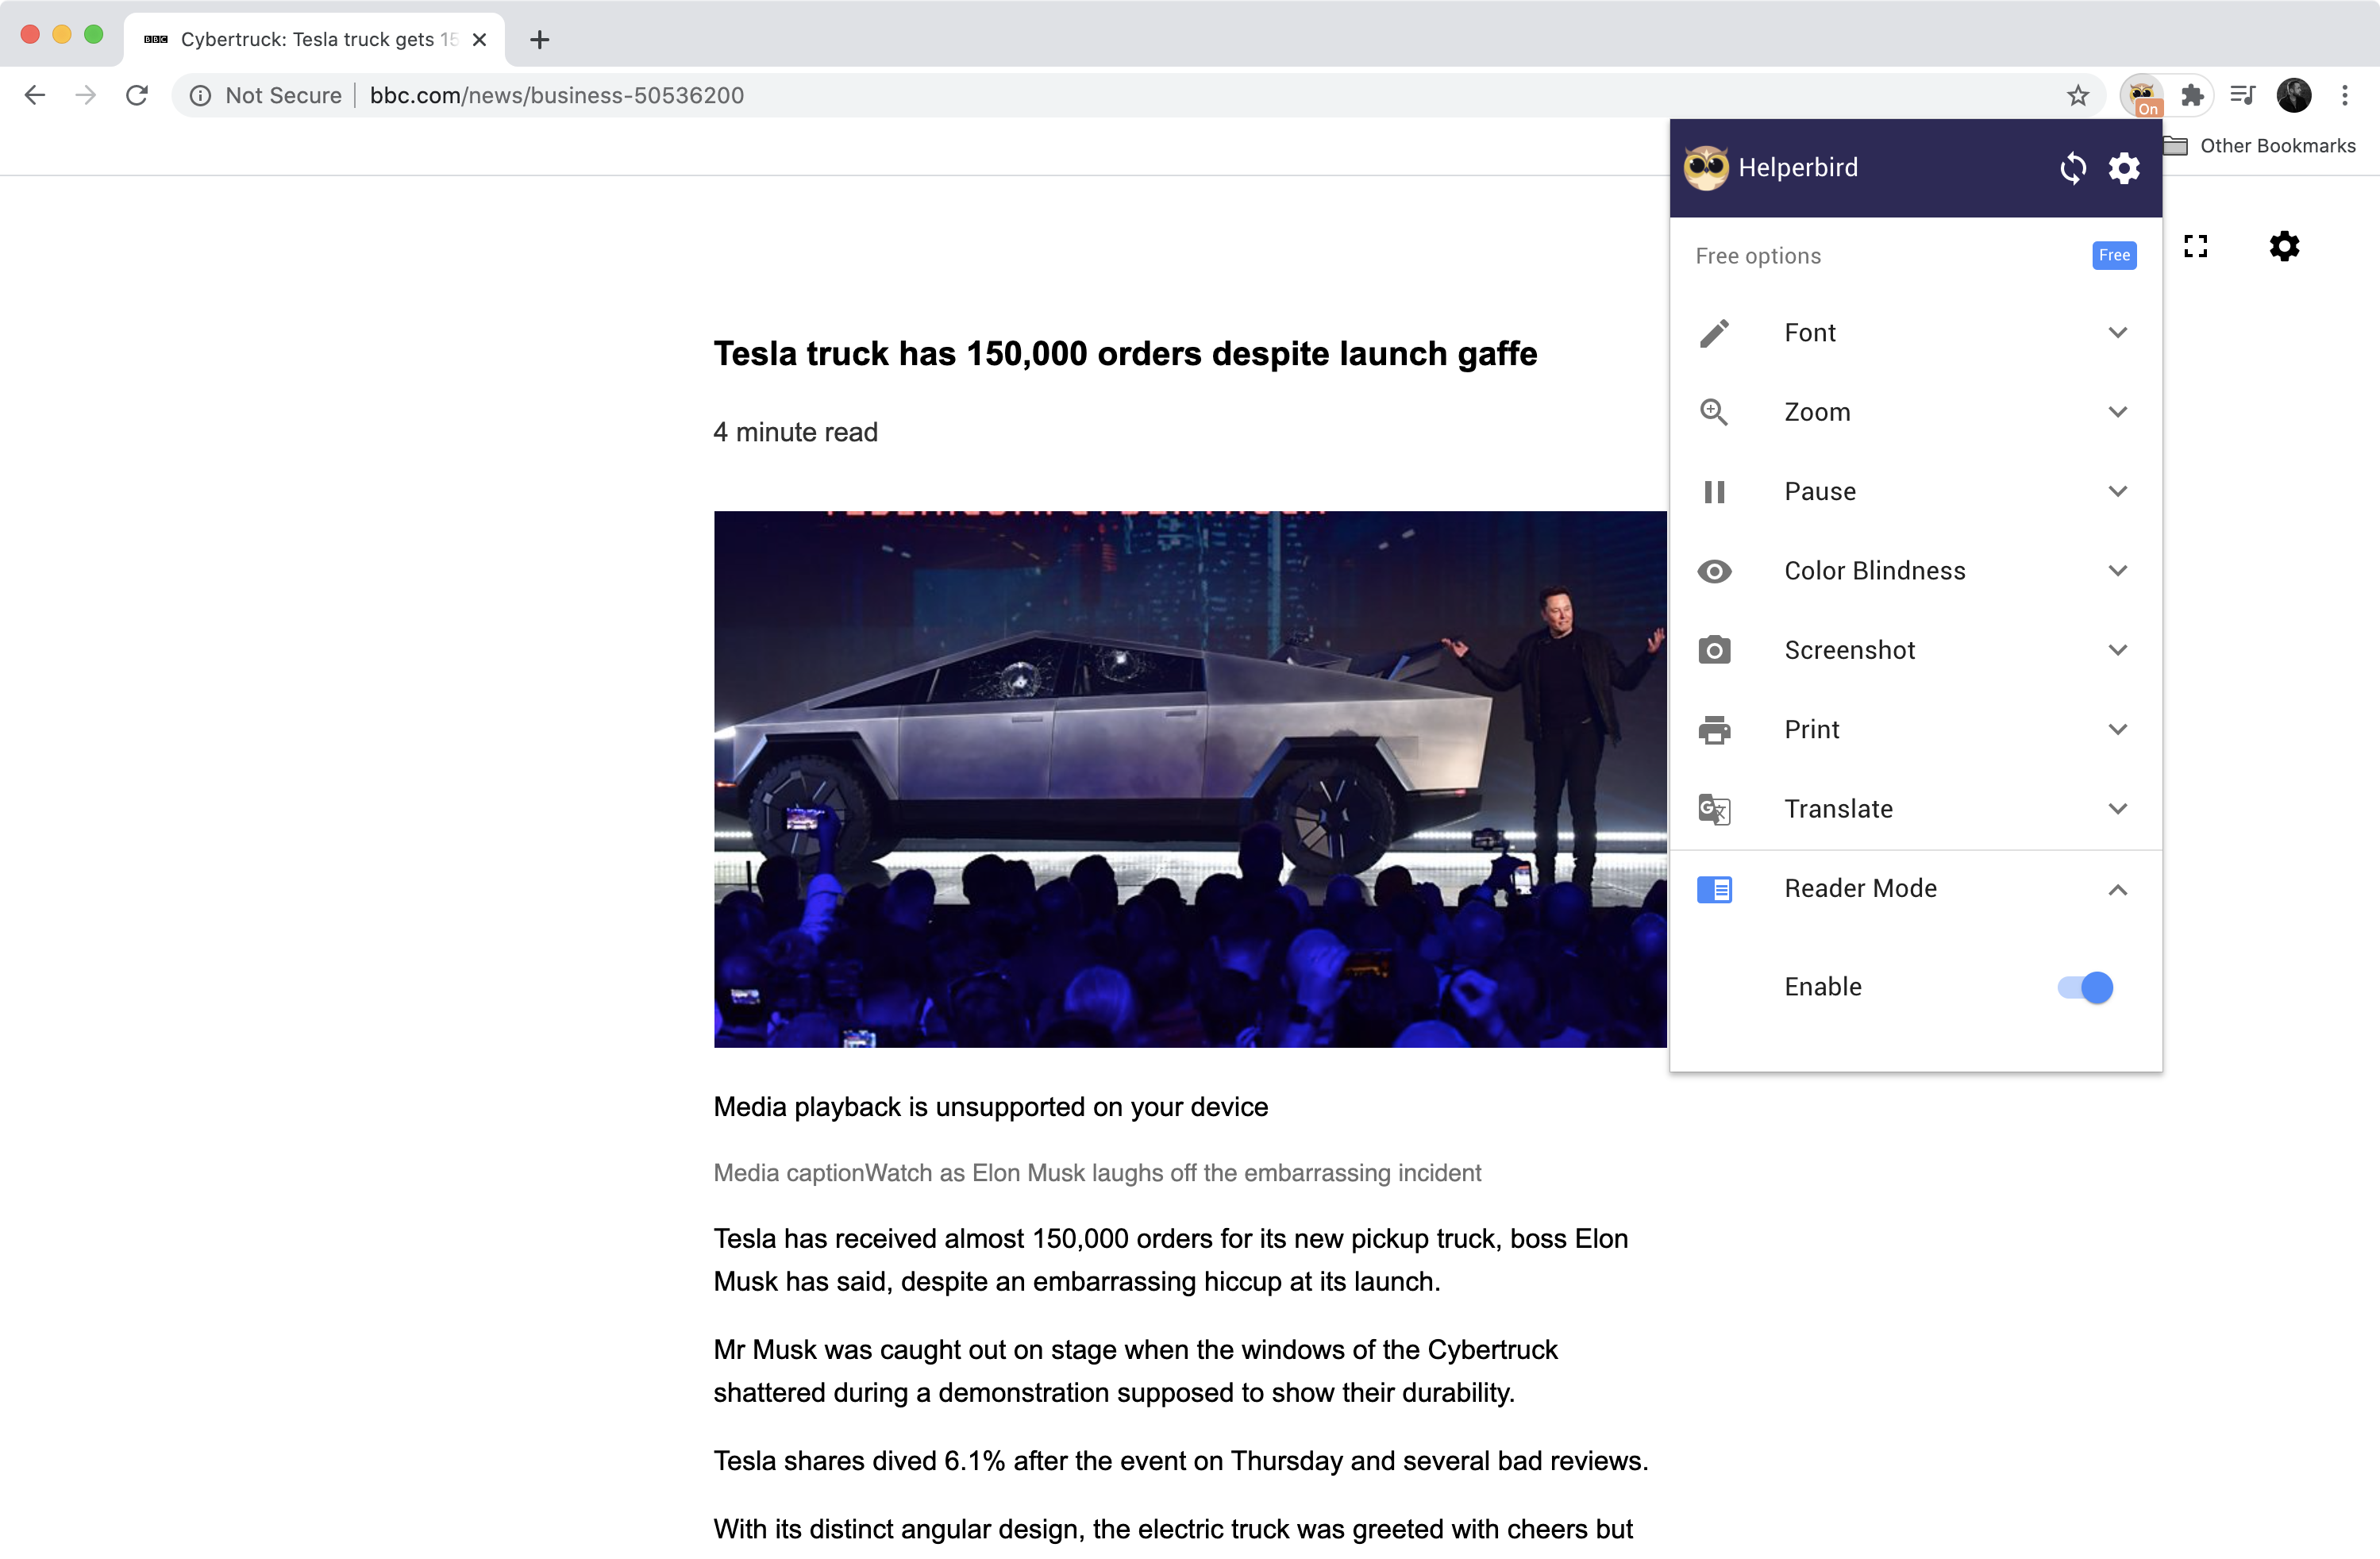 BBC Cybertruck: Tesla truck gets 15
Not Secure bbc.com/news/business-50536200
On
Other Bookmarks
Helperbird
Free options Free
Font
Zoom
Pause
Color Blindness
Screenshot
Print
Translate
Reader Mode
Enable
Tesla truck has 150,000 orders despite launch gaffe
4 minute read
Media playback is unsupported on your device
Media captionWatch as Elon Musk laughs off the embarrassing incident
Tesla has received almost 150,000 orders for its new pickup truck, boss Elon
Musk has said, despite an embarrassing hiccup at its launch.
Mr Musk was caught out on stage when the windows of the Cybertruck
shattered during a demonstration supposed to show their durability.
Tesla shares dived 6.1% after the event on Thursday and several bad reviews.
With its distinct angular design, the electric truck was greeted with cheers but